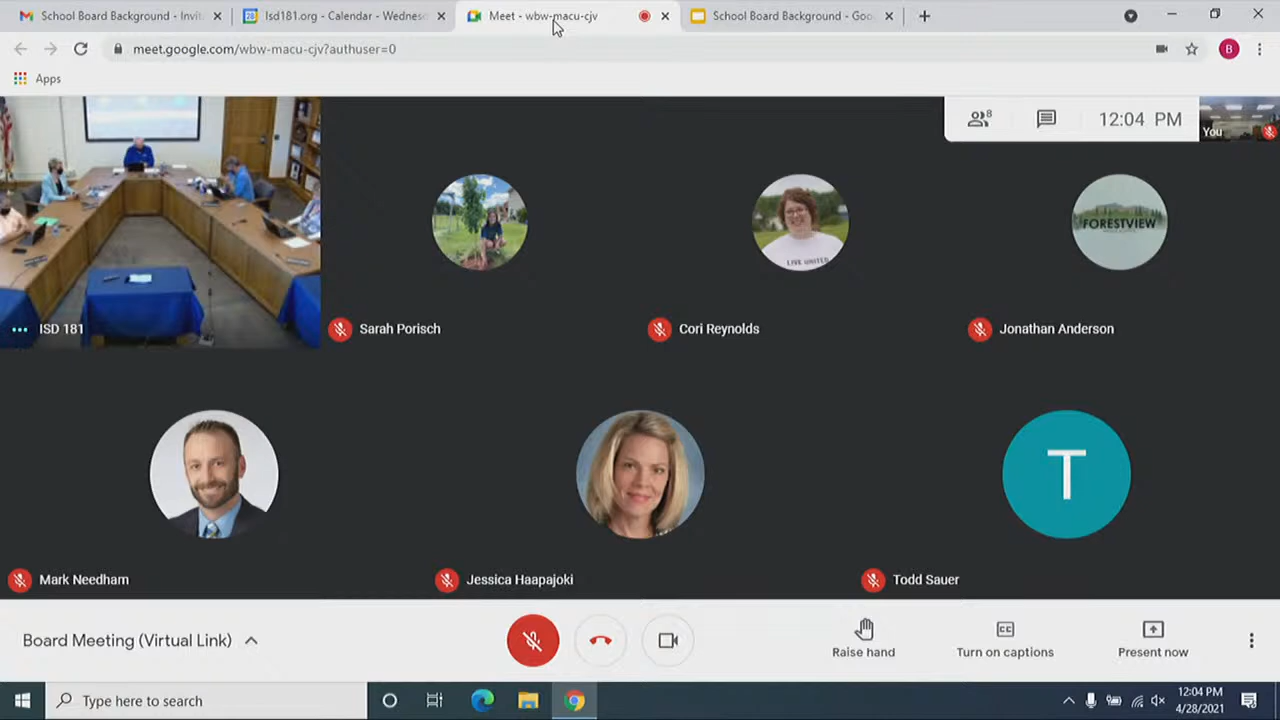 School Board Background - Invit
Isd181.org - Calendar - Wednes
Meet - wbw-macu-cjv
School Board Background - Goo
meet.google.com/wbw-macu-cjv?authuser=0
B
Apps
8
12:04 PM
You
LIVE UNITED
FORESTVIEW
ISD 181
Sarah Porisch
Cori Reynolds
Jonathan Anderson
T
Mark Needham
Jessica Haapajoki
Todd Sauer
Board Meeting (Virtual Link)
CC
Raise hand
Turn on captions
Present now
Type here to search
12:04 PM
4/28/2021